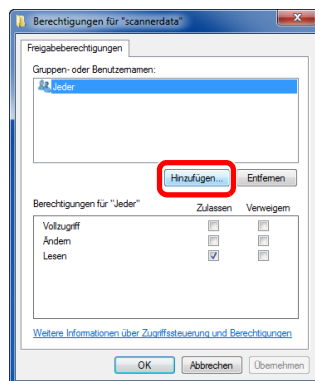 Berechtigungen für "scannerdata"
Freigabeberechtigungen
Gruppen- oder Benutzernamen:
Jeder
Hinzufügen... Entfernen
Berechtigungen für "Jeder" Zulassen Verweigern
Vollzugriff
Ändern
Lesen
Weitere Informationen über Zugriffssteuerung und Berechtigungen
OK Abbrechen Übernehmen